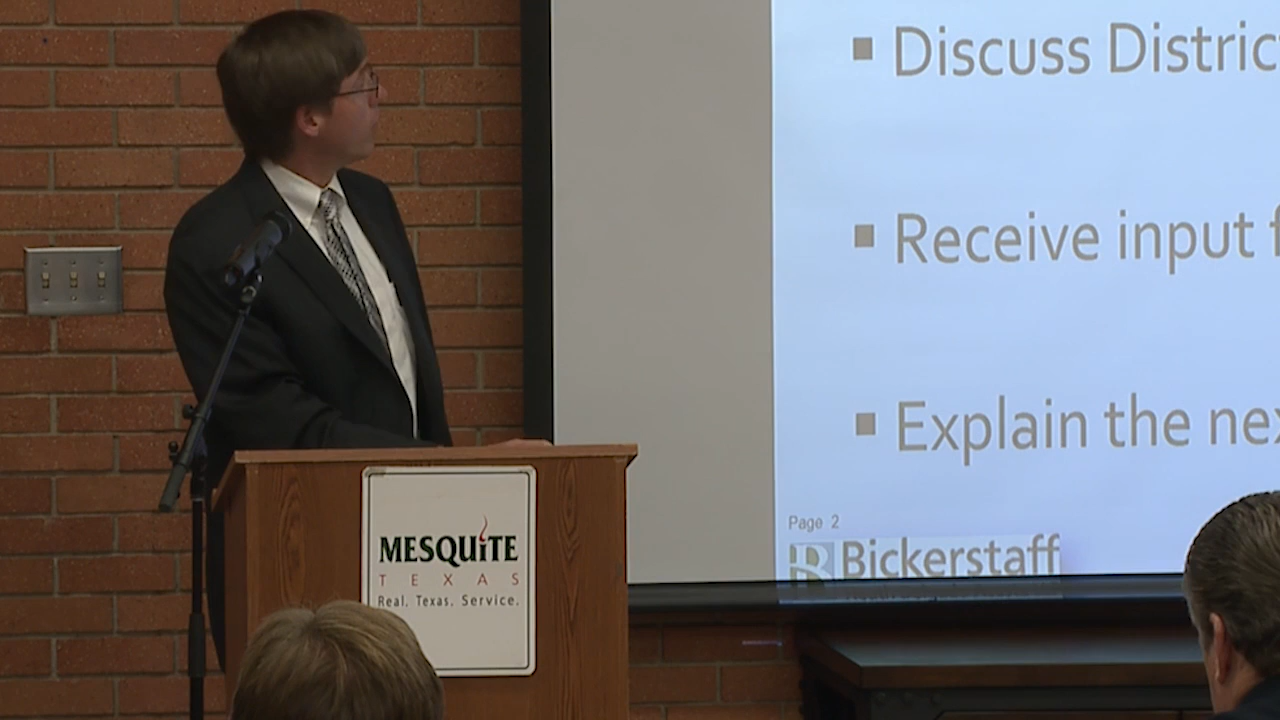 Discuss Distric
Receive input f
Explain the nex
Page 2
Bickerstaff
MESQUiTE
TEXAS
Real. Texas. Service.